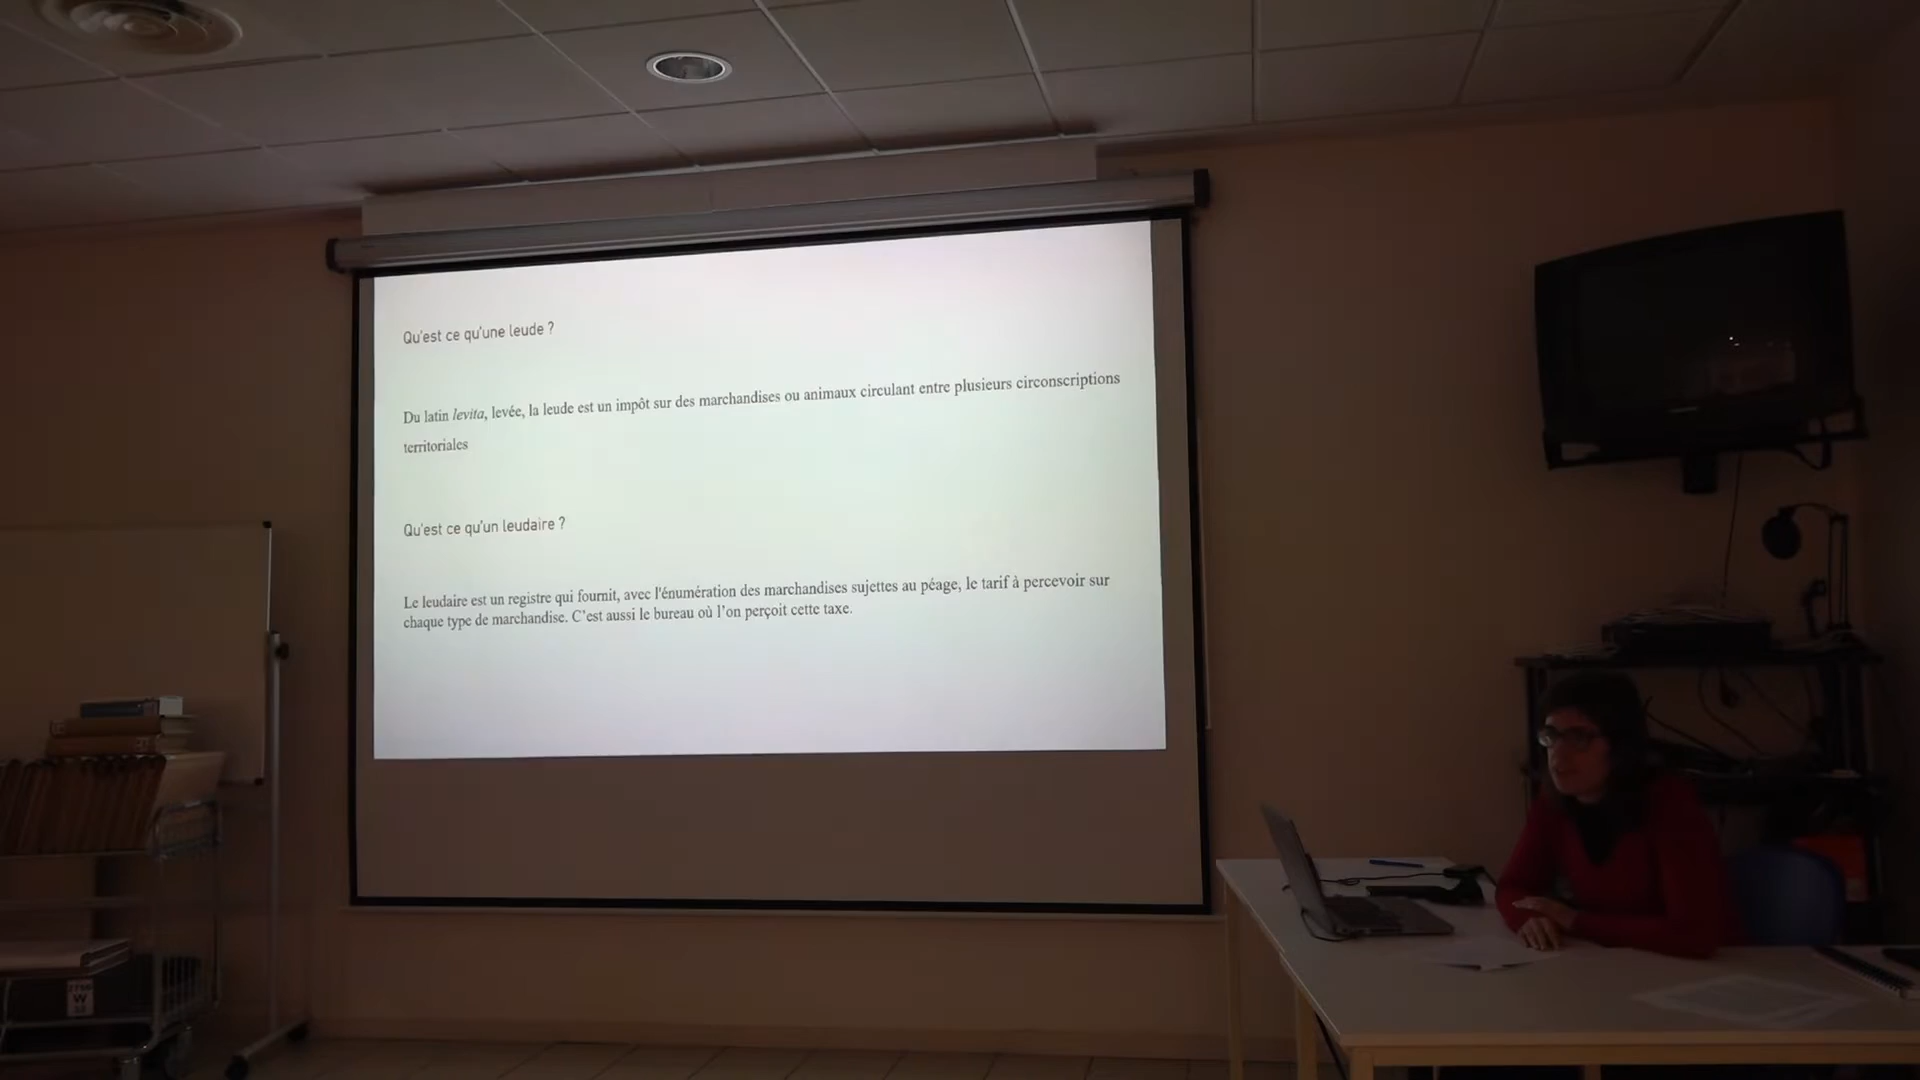 Qu'est ce qu'une leude ?
Du latin levita, levée, la leude est un impôt sur des marchandises ou animaux circulant entre plusieurs circonscriptions
territoriales
Qu'est ce qu'un leudaire ?
Le leudaire est un registre qui fournit, avec l'énumération des marchandises sujettes au péage, le tarif à percevoir sur
chaque type de marchandise. C'est aussi le bureau où l'on perçoit cette taxe.
W